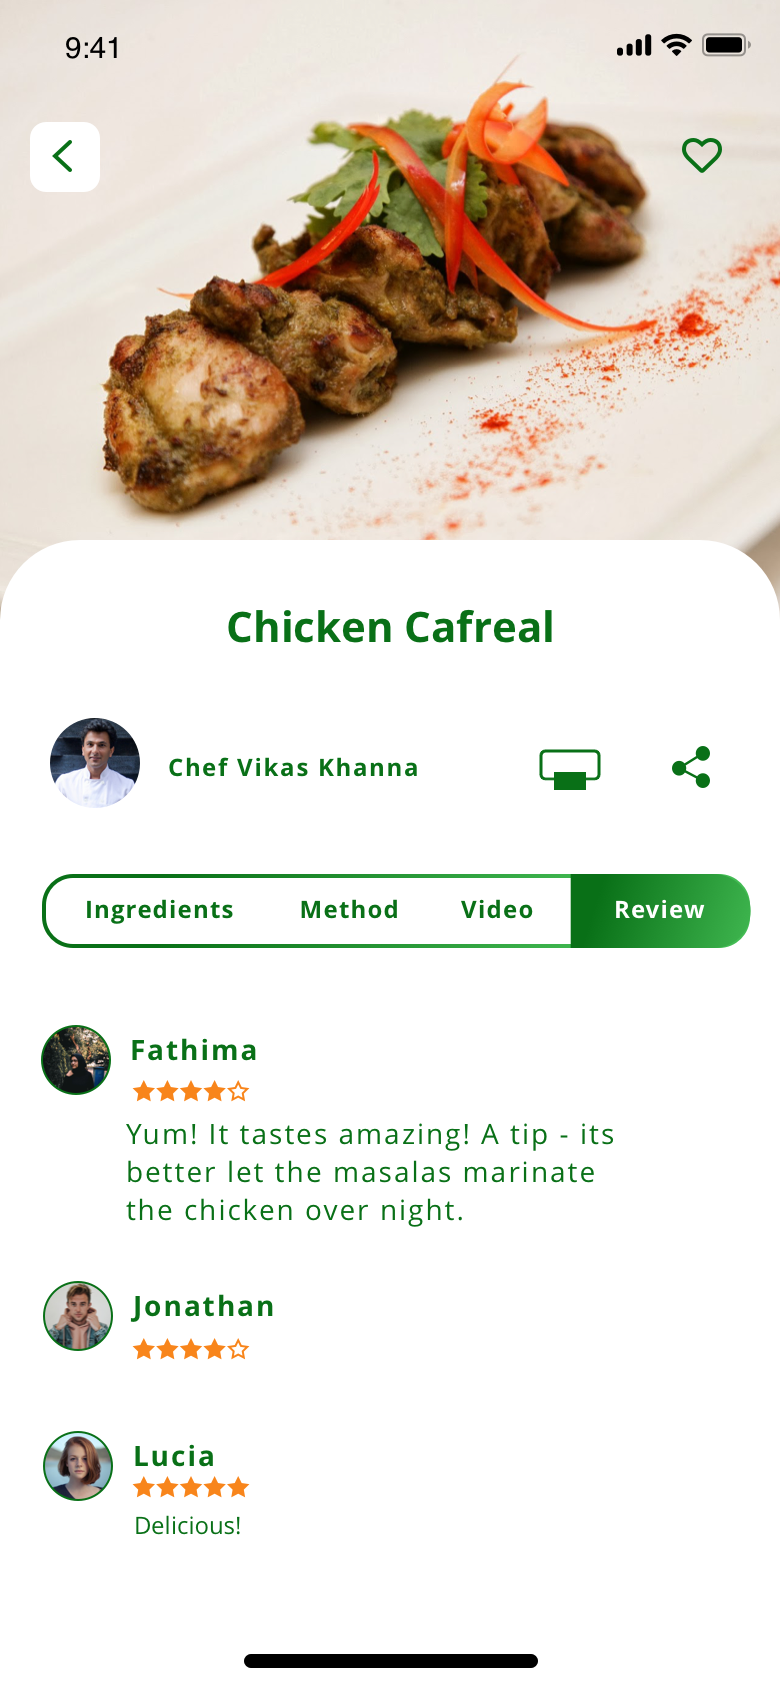 9:41
Chicken Cafreal
Chef Vikas Khanna
Ingredients Method Video Review
Fathima
Yum! It tastes amazing! A tip - its
better let the masalas marinate
the chicken over night.
Jonathan
Lucia
Delicious!